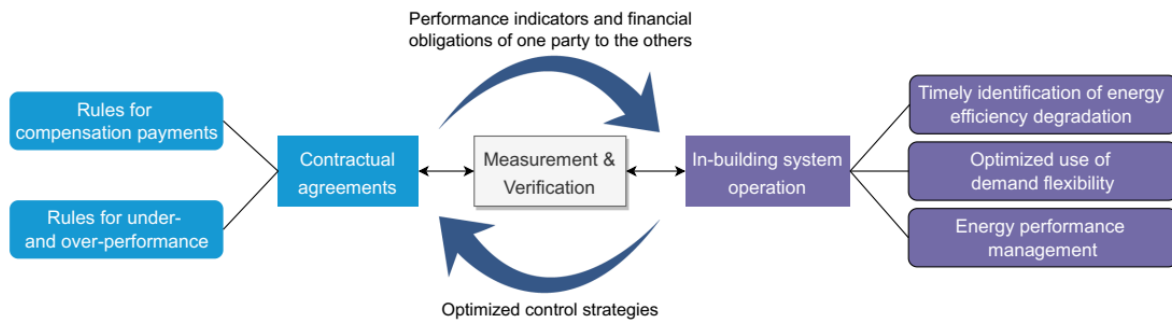 Performance indicators and financial
obligations of one party to the others
Rules for
compensation payments
Rules for under-
and over-performance
Contractual
agreements
Measurement &
Verification
In-building system
operation
Timely identification of energy
efficiency degradation
Optimized use of
demand flexibility
Energy performance
management
Optimized control strategies